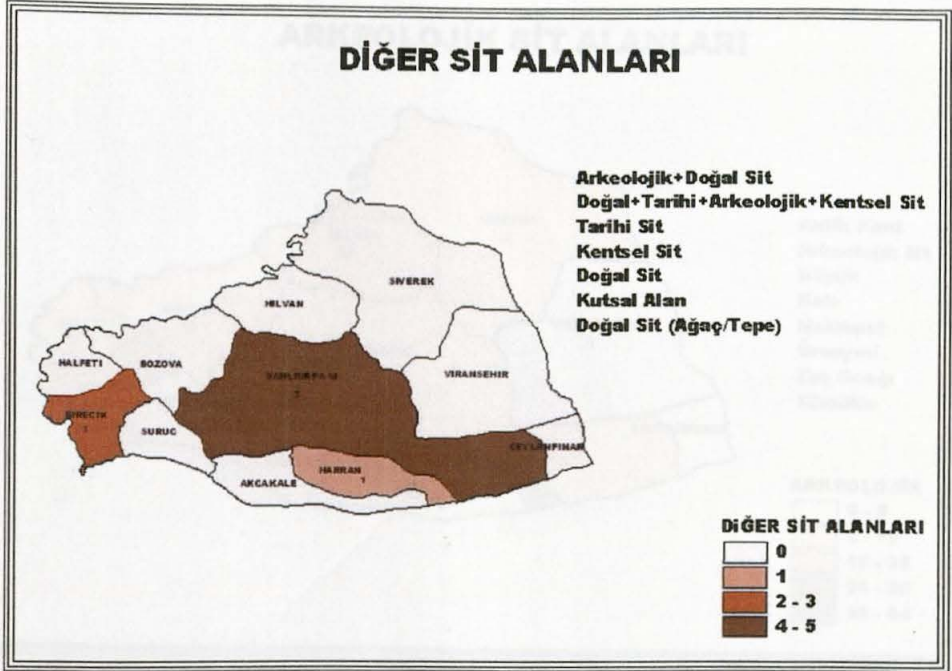 DİĞER SİT ALANLARI
Arkeolojik+Doğal Sit
Doğal+Tarihi+Arkeolojik+Kentsel Sit
Tarihi Sit
Kentsel Sit
Doğal Sit
Kutsal Alan
Doğal Sit (Ağaç/Tepe)
SIVEREK
HILVAN
HALFETI
BOZOVA
VIRANSEHIR
BIRECIK
SURUC
CEYLANPINAR
HARRAN
1
AKCAKALE
DİĞER SİT ALANLARI
0
1
2 - 3
4 - 5